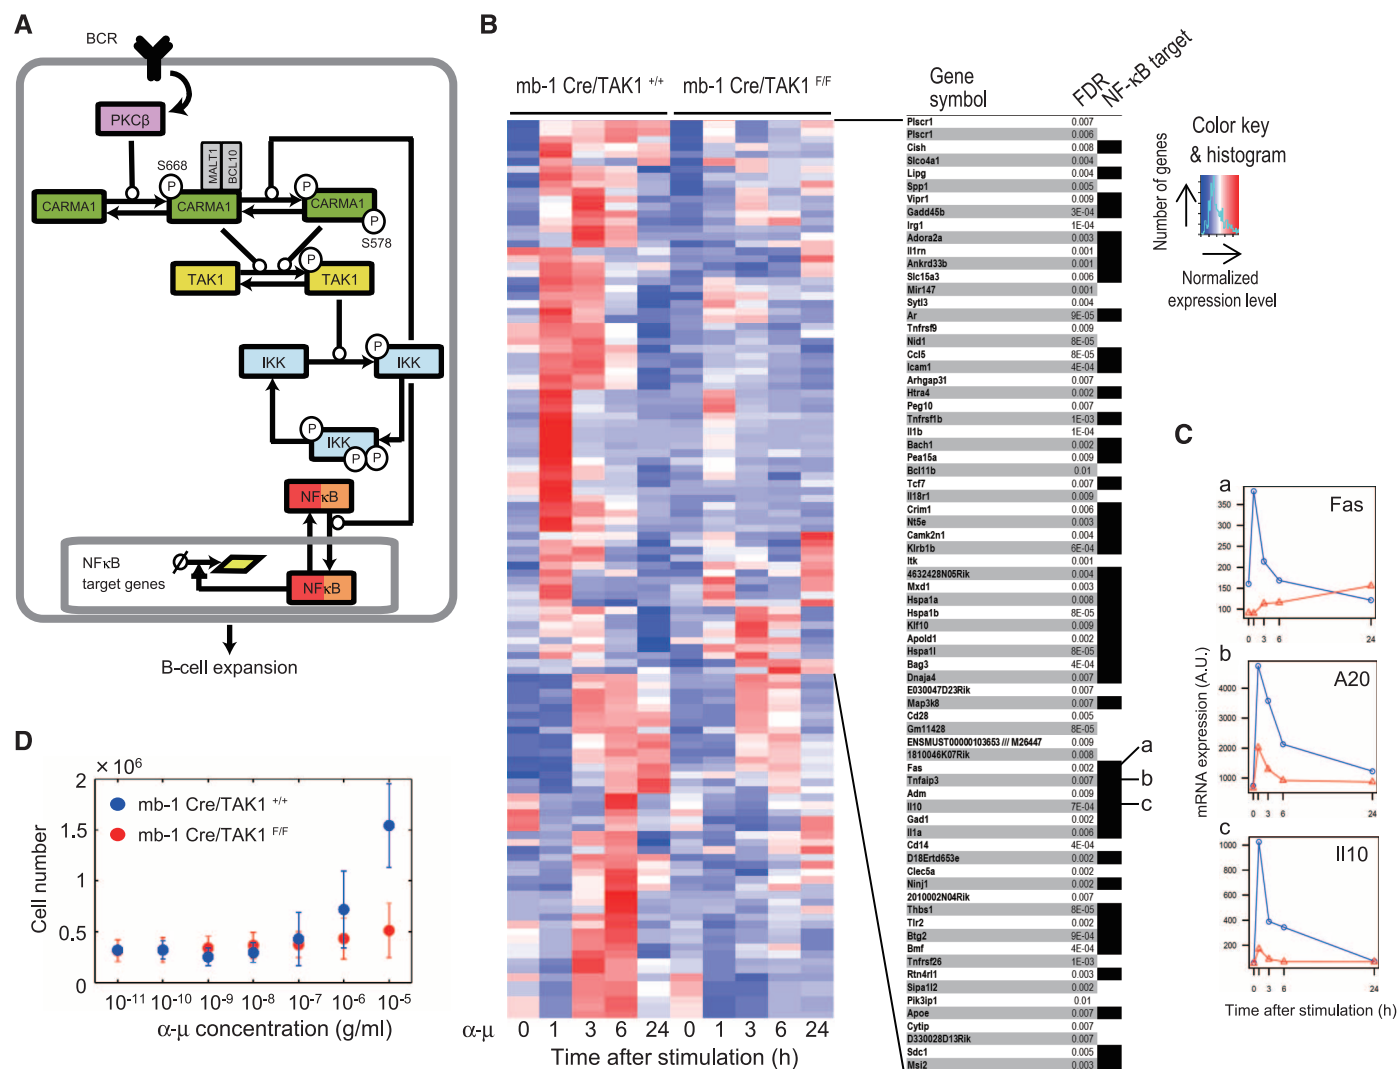 A
BCR
PKCβ
S668
MALT1
BCL10
P
P
CARMA1
CARMA1
CARMA1
P
S578
P
TAK1
TAK1
P
IKK
IKK
P
IKK
P
P
NFκB
NFκB
target genes
NFκB
B-cell expansion
B
mb-1 Cre/TAK1 +/+
mb-1 Cre/TAK1 F/F
α-μ
0 1 3 6 24 0 1 3 6 24
Time after stimulation (h)
Gene symbol
FDR
NF-κB target
Plscr1 0.007
Plscr1 0.006
Cish 0.008
Slco4a1 0.004
Lipg 0.004
Spp1 0.005
Vipr1 0.009
Gadd45b 3E-04
Irg1 1E-04
Adora2a 0.003
Il1rn 0.001
Ankrd33b 0.001
Slc15a3 0.006
Mir147 0.001
Sytl3 0.004
Ar 9E-05
Tnfrsf9 0.009
Nid1 8E-05
Ccl5 8E-05
Icam1 4E-04
Arhgap31 0.007
Htra4 0.002
Peg10 0.007
Tnfrsf1b 1E-03
Il1b 1E-04
Bach1 0.002
Pea15a 0.009
Bcl11b 0.01
Tcf7 0.007
Il18r1 0.009
Crim1 0.006
Nt5e 0.003
Camk2n1 0.004
Klrb1b 6E-04
Itk 0.001
4632428N05Rik 0.004
Mxd1 0.003
Hspa1a 0.008
Hspa1b 8E-05
Klf10 0.009
Apold1 0.002
Hspa1l 8E-05
Bag3 4E-04
Dnaja4 0.007
E030047D23Rik 0.007
Map3k8 0.007
Cd28 0.005
Gm11428 8E-05
ENSMUST00000103653 /// M26447 0.009
1810046K07Rik 0.008
Fas 0.002
Tnfaip3 0.007
Adm 0.009
Il10 7E-04
Gad1 0.002
Il1a 0.006
Cd14 4E-04
D18Ertd653e 0.002
Clec5a 0.002
Ninj1 0.002
2010002N04Rik 0.007
Thbs1 8E-05
Tlr2 0.002
Btg2 9E-04
Bmf 4E-04
Tnfrsf26 1E-03
Rtn4rl1 0.003
Sipa1l2 0.002
Pik3ip1 0.01
Apoe 0.007
Cytip 0.007
D330028D13Rik 0.007
Sdc1 0.005
Msi2 0.003
a
b
c
Color key
& histogram
Number of genes
Normalized
expression level
C
a
Fas
350
300
250
200
150
100
0 3 6 24
b
A20
4000
3000
2000
1000
0 3 6 24
c
Il10
1000
800
600
400
200
0 3 6 24
mRNA expression (A.U.)
Time after stimulation (h)
D
× 10⁶
mb-1 Cre/TAK1 +/+
mb-1 Cre/TAK1 F/F
2
1.5
1
0.5
0
Cell number
10⁻¹¹ 10⁻¹⁰ 10⁻⁹ 10⁻⁸ 10⁻⁷ 10⁻⁶ 10⁻⁵
α-μ concentration (g/ml)